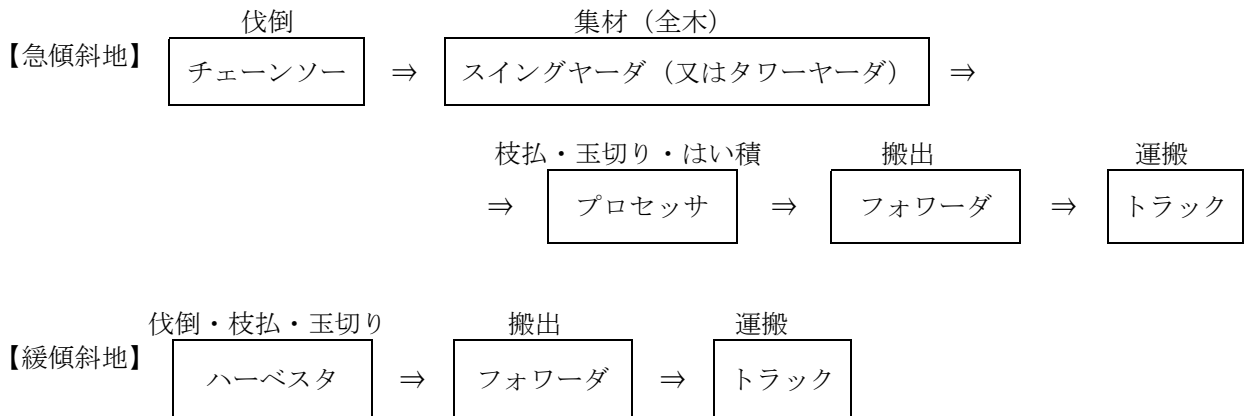 伐倒 集材（全木）
【急傾斜地】 チェーンソー ⇒ スイングヤーダ（又はタワーヤーダ） ⇒
枝払・玉切り・はい積 搬出 運搬
⇒ プロセッサ ⇒ フォワーダ ⇒ トラック
伐倒・枝払・玉切り 搬出 運搬
【緩傾斜地】 ハーベスタ ⇒ フォワーダ ⇒ トラック